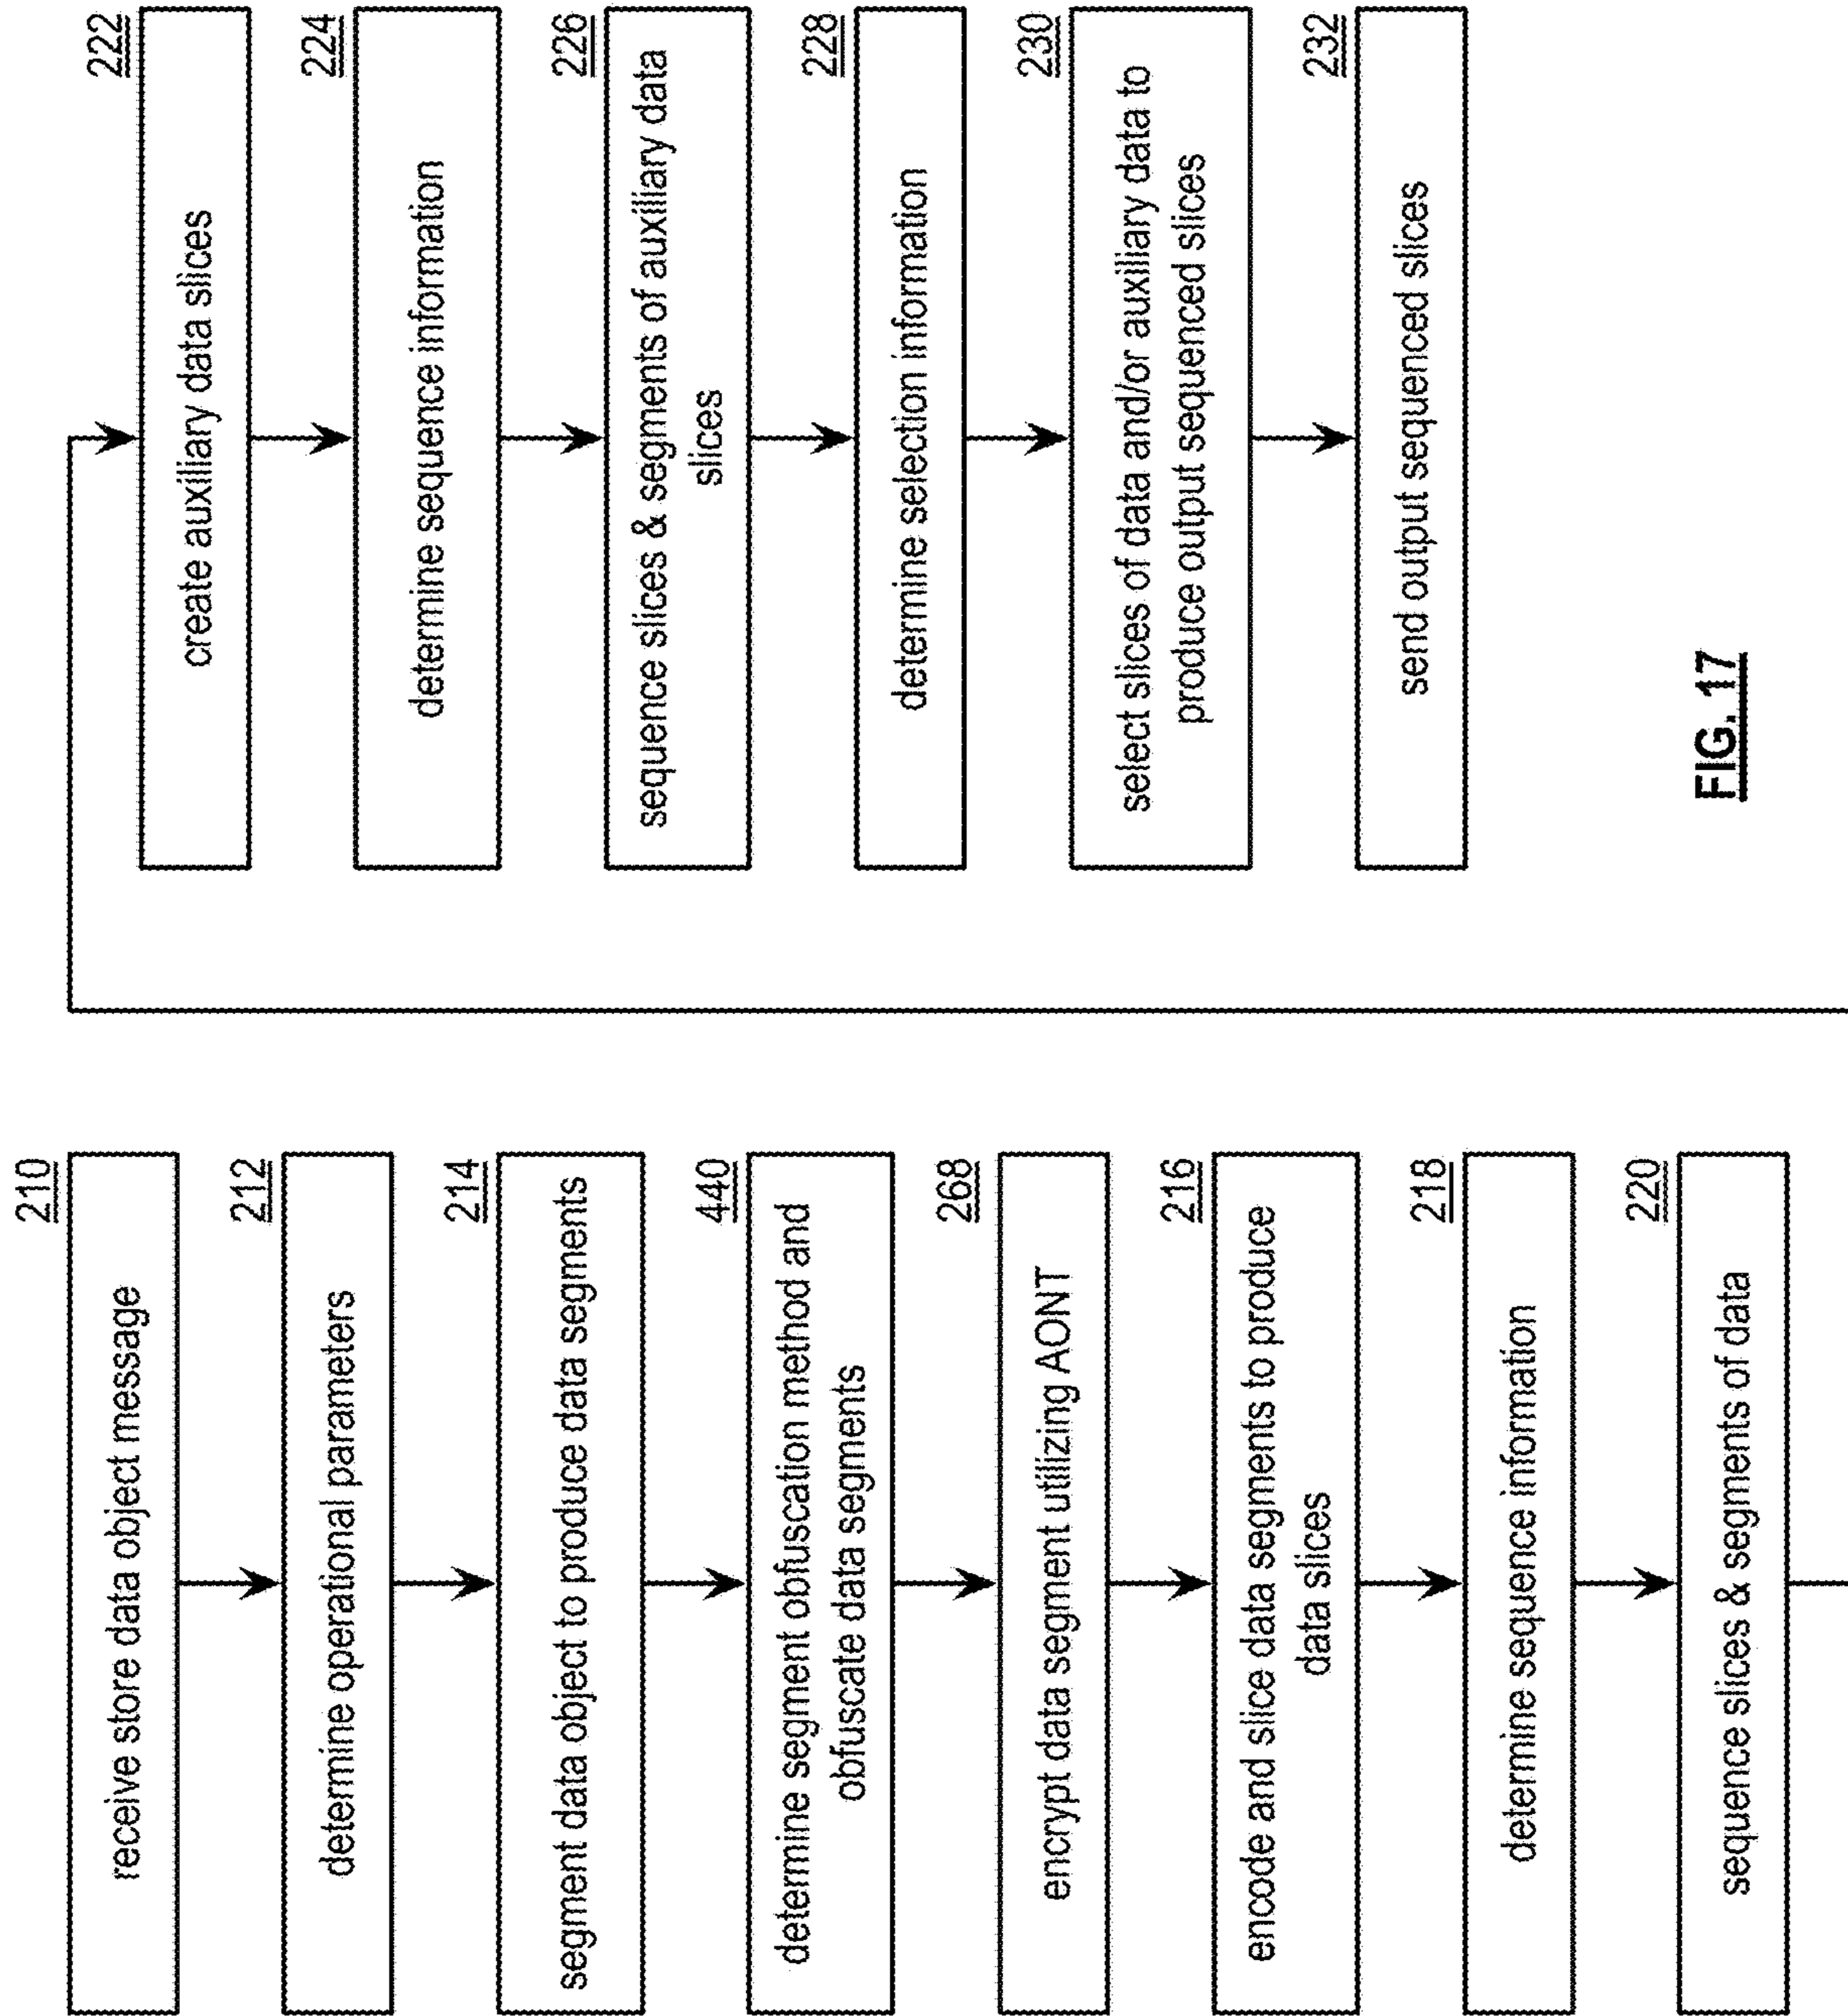 210
receive store data object message
212
determine operational parameters
214
segment data object to produce data segments
440
determine segment obfuscation method and
obfuscate data segments
268
encrypt data segment utilizing AONT
216
encode and slice data segments to produce
data slices
218
determine sequence information
220
sequence slices & segments of data
222
create auxiliary data slices
224
determine sequence information
226
sequence slices & segments of auxiliary data
slices
228
determine selection information
230
select slices of data and/or auxiliary data to
produce output sequenced slices
232
send output sequenced slices
FIG. 17